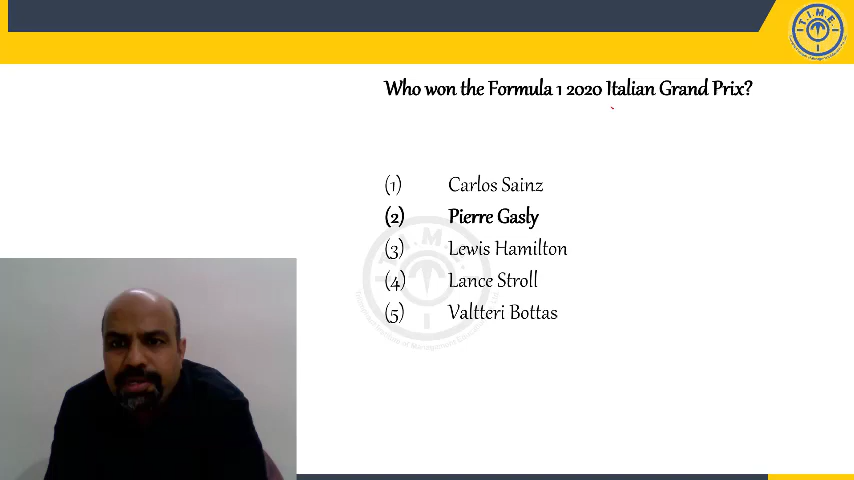 T.I.M.E.
Who won the Formula 1 2020 Italian Grand Prix?
(1) Carlos Sainz
(2) Pierre Gasly
(3) Lewis Hamilton
(4) Lance Stroll
(5) Valtteri Bottas
T.I.M.E.